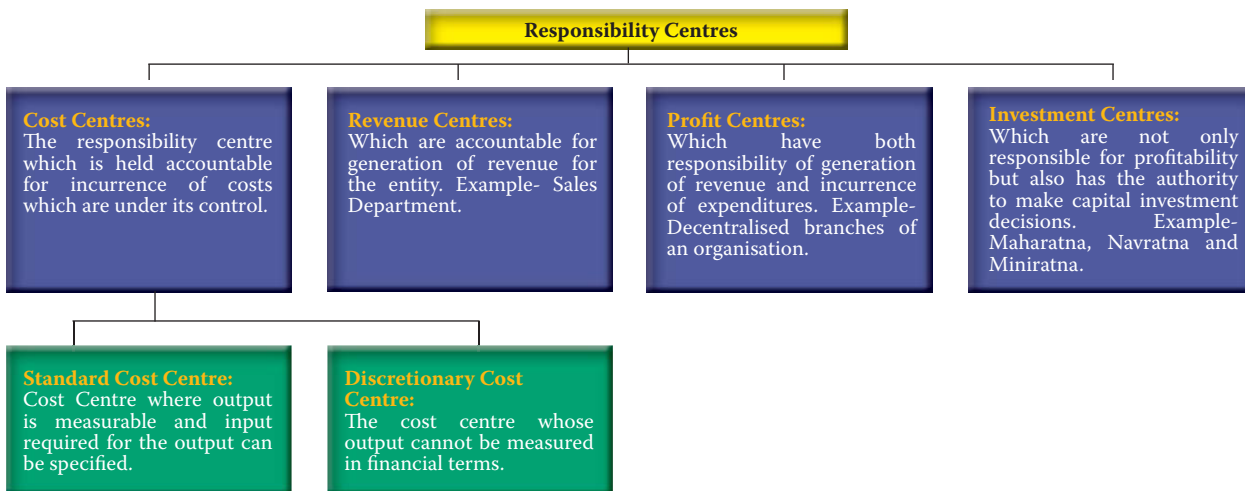 Responsibility Centres
Cost Centres:
The responsibility centre
which is held accountable
for incurrence of costs
which are under its control.
Revenue Centres:
Which are accountable for
generation of revenue for
the entity. Example- Sales
Department.
Profit Centres:
Which have both
responsibility of generation
of revenue and incurrence
of expenditures. Example-
Decentralised branches of
an organisation.
Investment Centres:
Which are not only
responsible for profitability
but also has the authority
to make capital investment
decisions. Example-
Maharatna, Navratna and
Miniratna.
Standard Cost Centre:
Cost Centre where output
is measurable and input
required for the output can
be specified.
Discretionary Cost
Centre:
The cost centre whose
output cannot be measured
in financial terms.